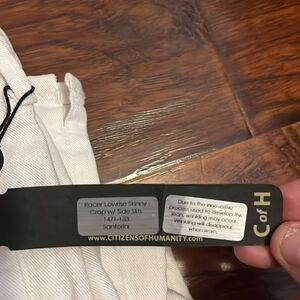 Racer Lowrise Skinny
Crop w/ Side Slits
1471-133
Santorini
Due to the innovative
process used to develop this
jean, wrinkling may occur.
Wrinkling will disappear
when worn.
www.CITIZENSOFHUMANITY.com
C of H